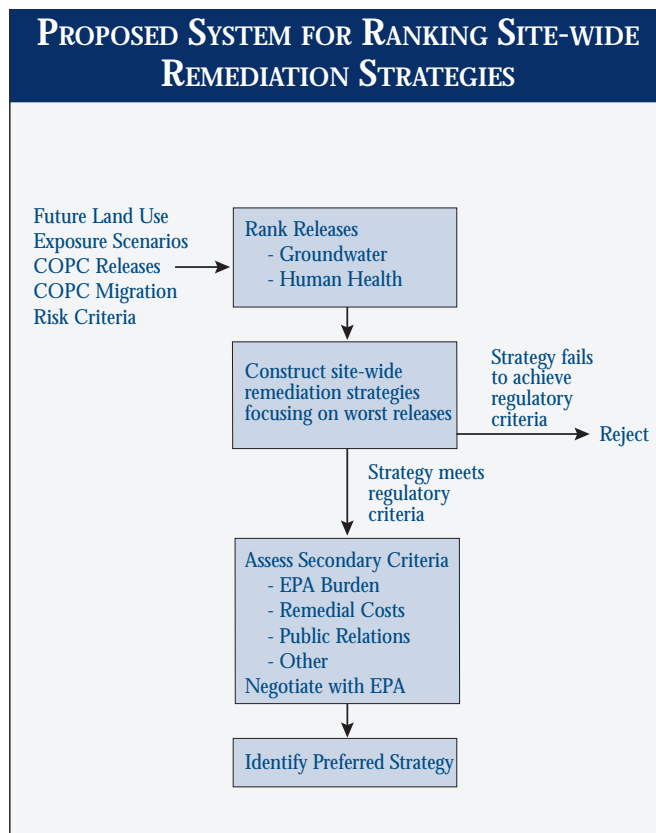 PROPOSED SYSTEM FOR RANKING SITE-WIDE
REMEDIATION STRATEGIES
Future Land Use
Exposure Scenarios
COPC Releases
COPC Migration
Risk Criteria
Rank Releases
- Groundwater
- Human Health
Construct site-wide
remediation strategies
focusing on worst releases
Strategy fails
to achieve
regulatory
criteria
Reject
Strategy meets
regulatory
criteria
Assess Secondary Criteria
- EPA Burden
- Remedial Costs
- Public Relations
- Other
Negotiate with EPA
Identify Preferred Strategy